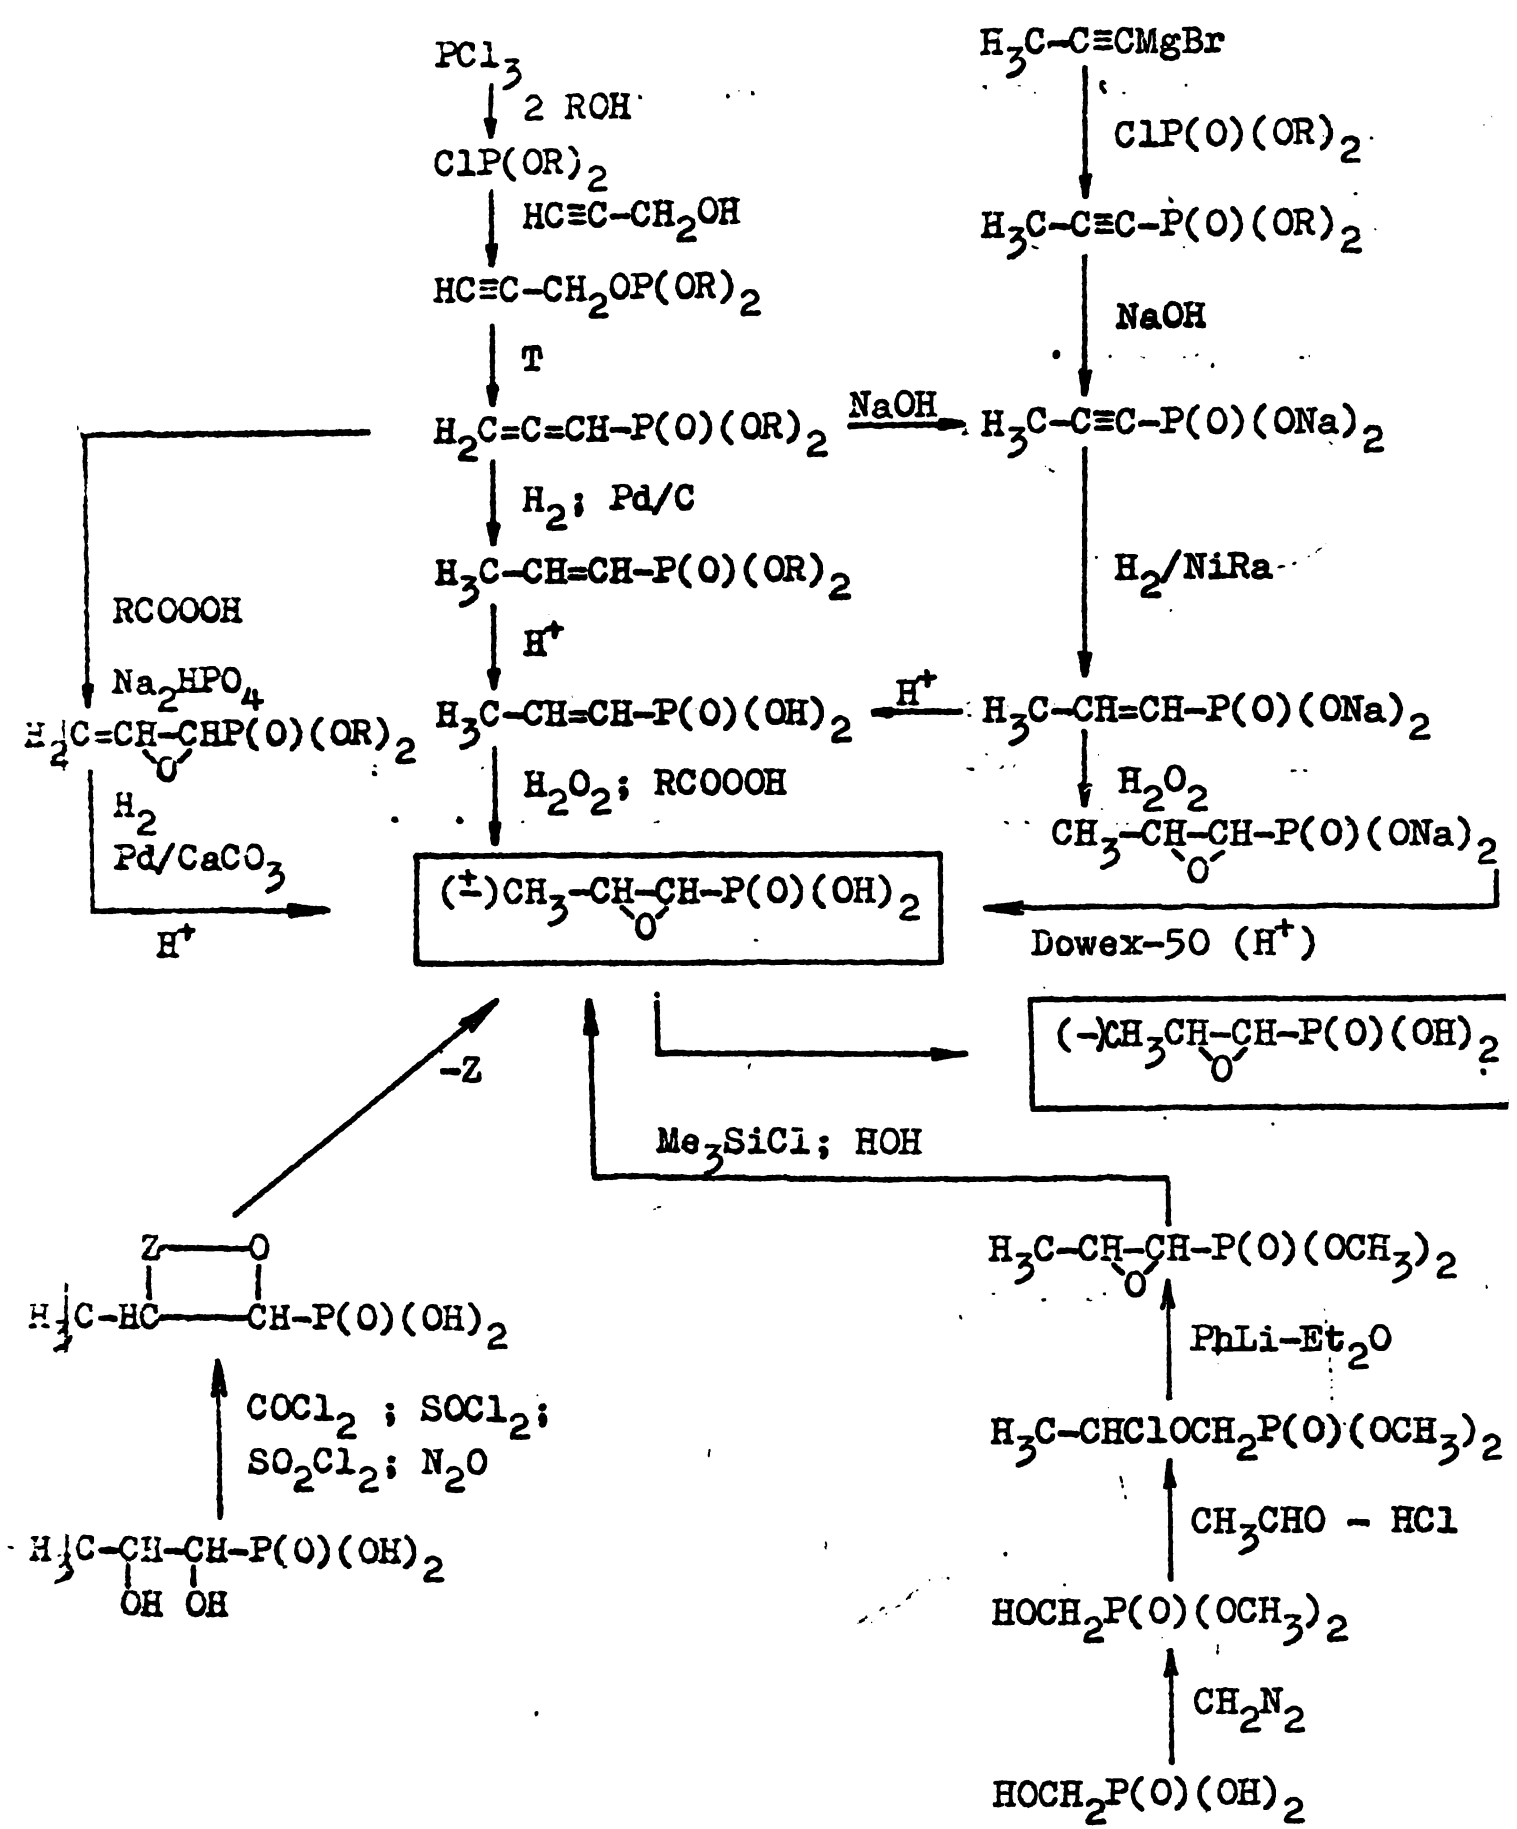 PCl3
2 ROH
ClP(OR)2
HC≡C-CH2OH
HC≡C-CH2OP(OR)2
T
H2C=C=CH-P(O)(OR)2
H2; Pd/C
H3C-CH=CH-P(O)(OR)2
H+
H3C-CH=CH-P(O)(OH)2
H2O2; RCOOOH
(±)CH3-CH-CH-P(O)(OH)2
O
H3C-C≡CMgBr
ClP(O)(OR)2
H3C-C≡C-P(O)(OR)2
NaOH
NaOH
H3C-C≡C-P(O)(ONa)2
H2/NiRa
H+
H3C-CH=CH-P(O)(ONa)2
H2O2
CH3-CH-CH-P(O)(ONa)2
O
Dowex-50 (H+)
RCOOOH
Na2HPO4
H2C=CH-CHP(O)(OR)2
O
H2
Pd/CaCO3
H+
(-)CH3CH-CH-P(O)(OH)2
O
-Z
Me3SiCl; HOH
Z-O
H3C-HC-CH-P(O)(OH)2
COCl2 ; SOCl2;
SO2Cl2; N2O
H3C-CH-CH-P(O)(OH)2
OH OH
H3C-CH-CH-P(O)(OCH3)2
O
PhLi-Et2O
H3C-CHClOCH2P(O)(OCH3)2
CH3CHO - HCl
HOCH2P(O)(OCH3)2
CH2N2
HOCH2P(O)(OH)2